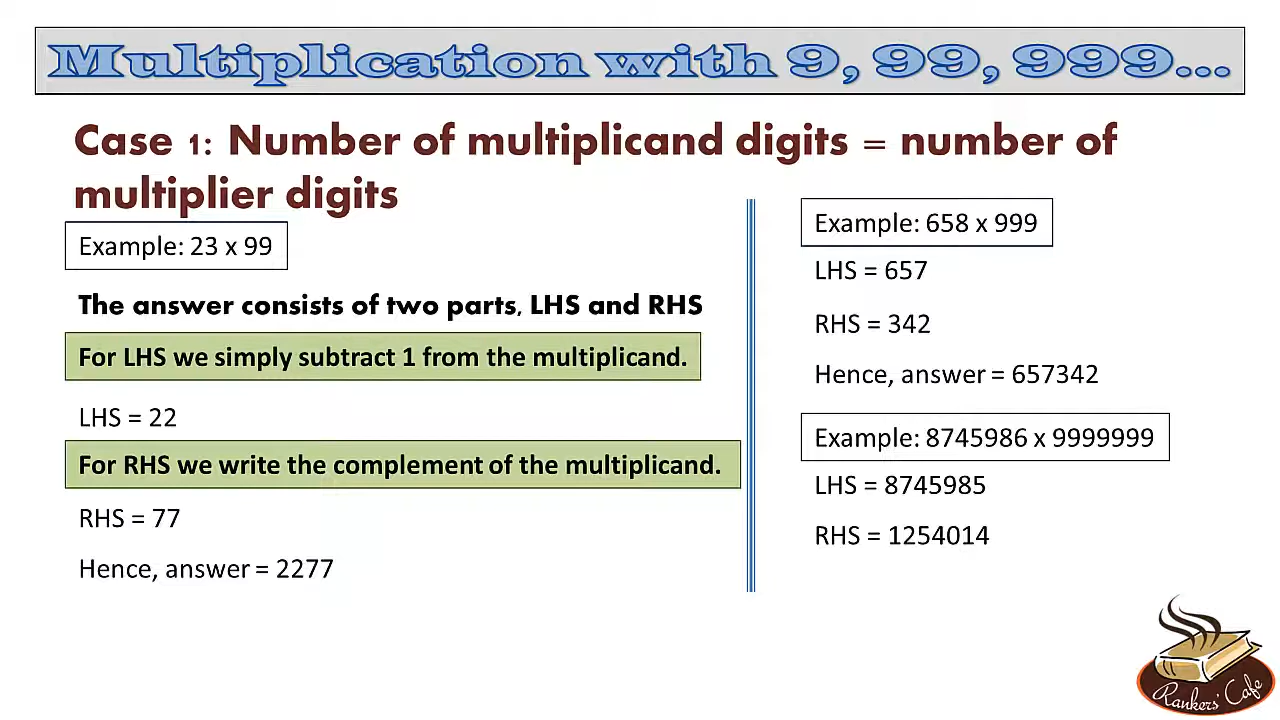 Multiplication with 9, 99, 999...
Case 1: Number of multiplicand digits = number of
multiplier digits
Example: 23 x 99
The answer consists of two parts, LHS and RHS
For LHS we simply subtract 1 from the multiplicand.
LHS = 22
For RHS we write the complement of the multiplicand.
RHS = 77
Hence, answer = 2277
Example: 658 x 999
LHS = 657
RHS = 342
Hence, answer = 657342
Example: 8745986 x 9999999
LHS = 8745985
RHS = 1254014
Rankers' Cafe